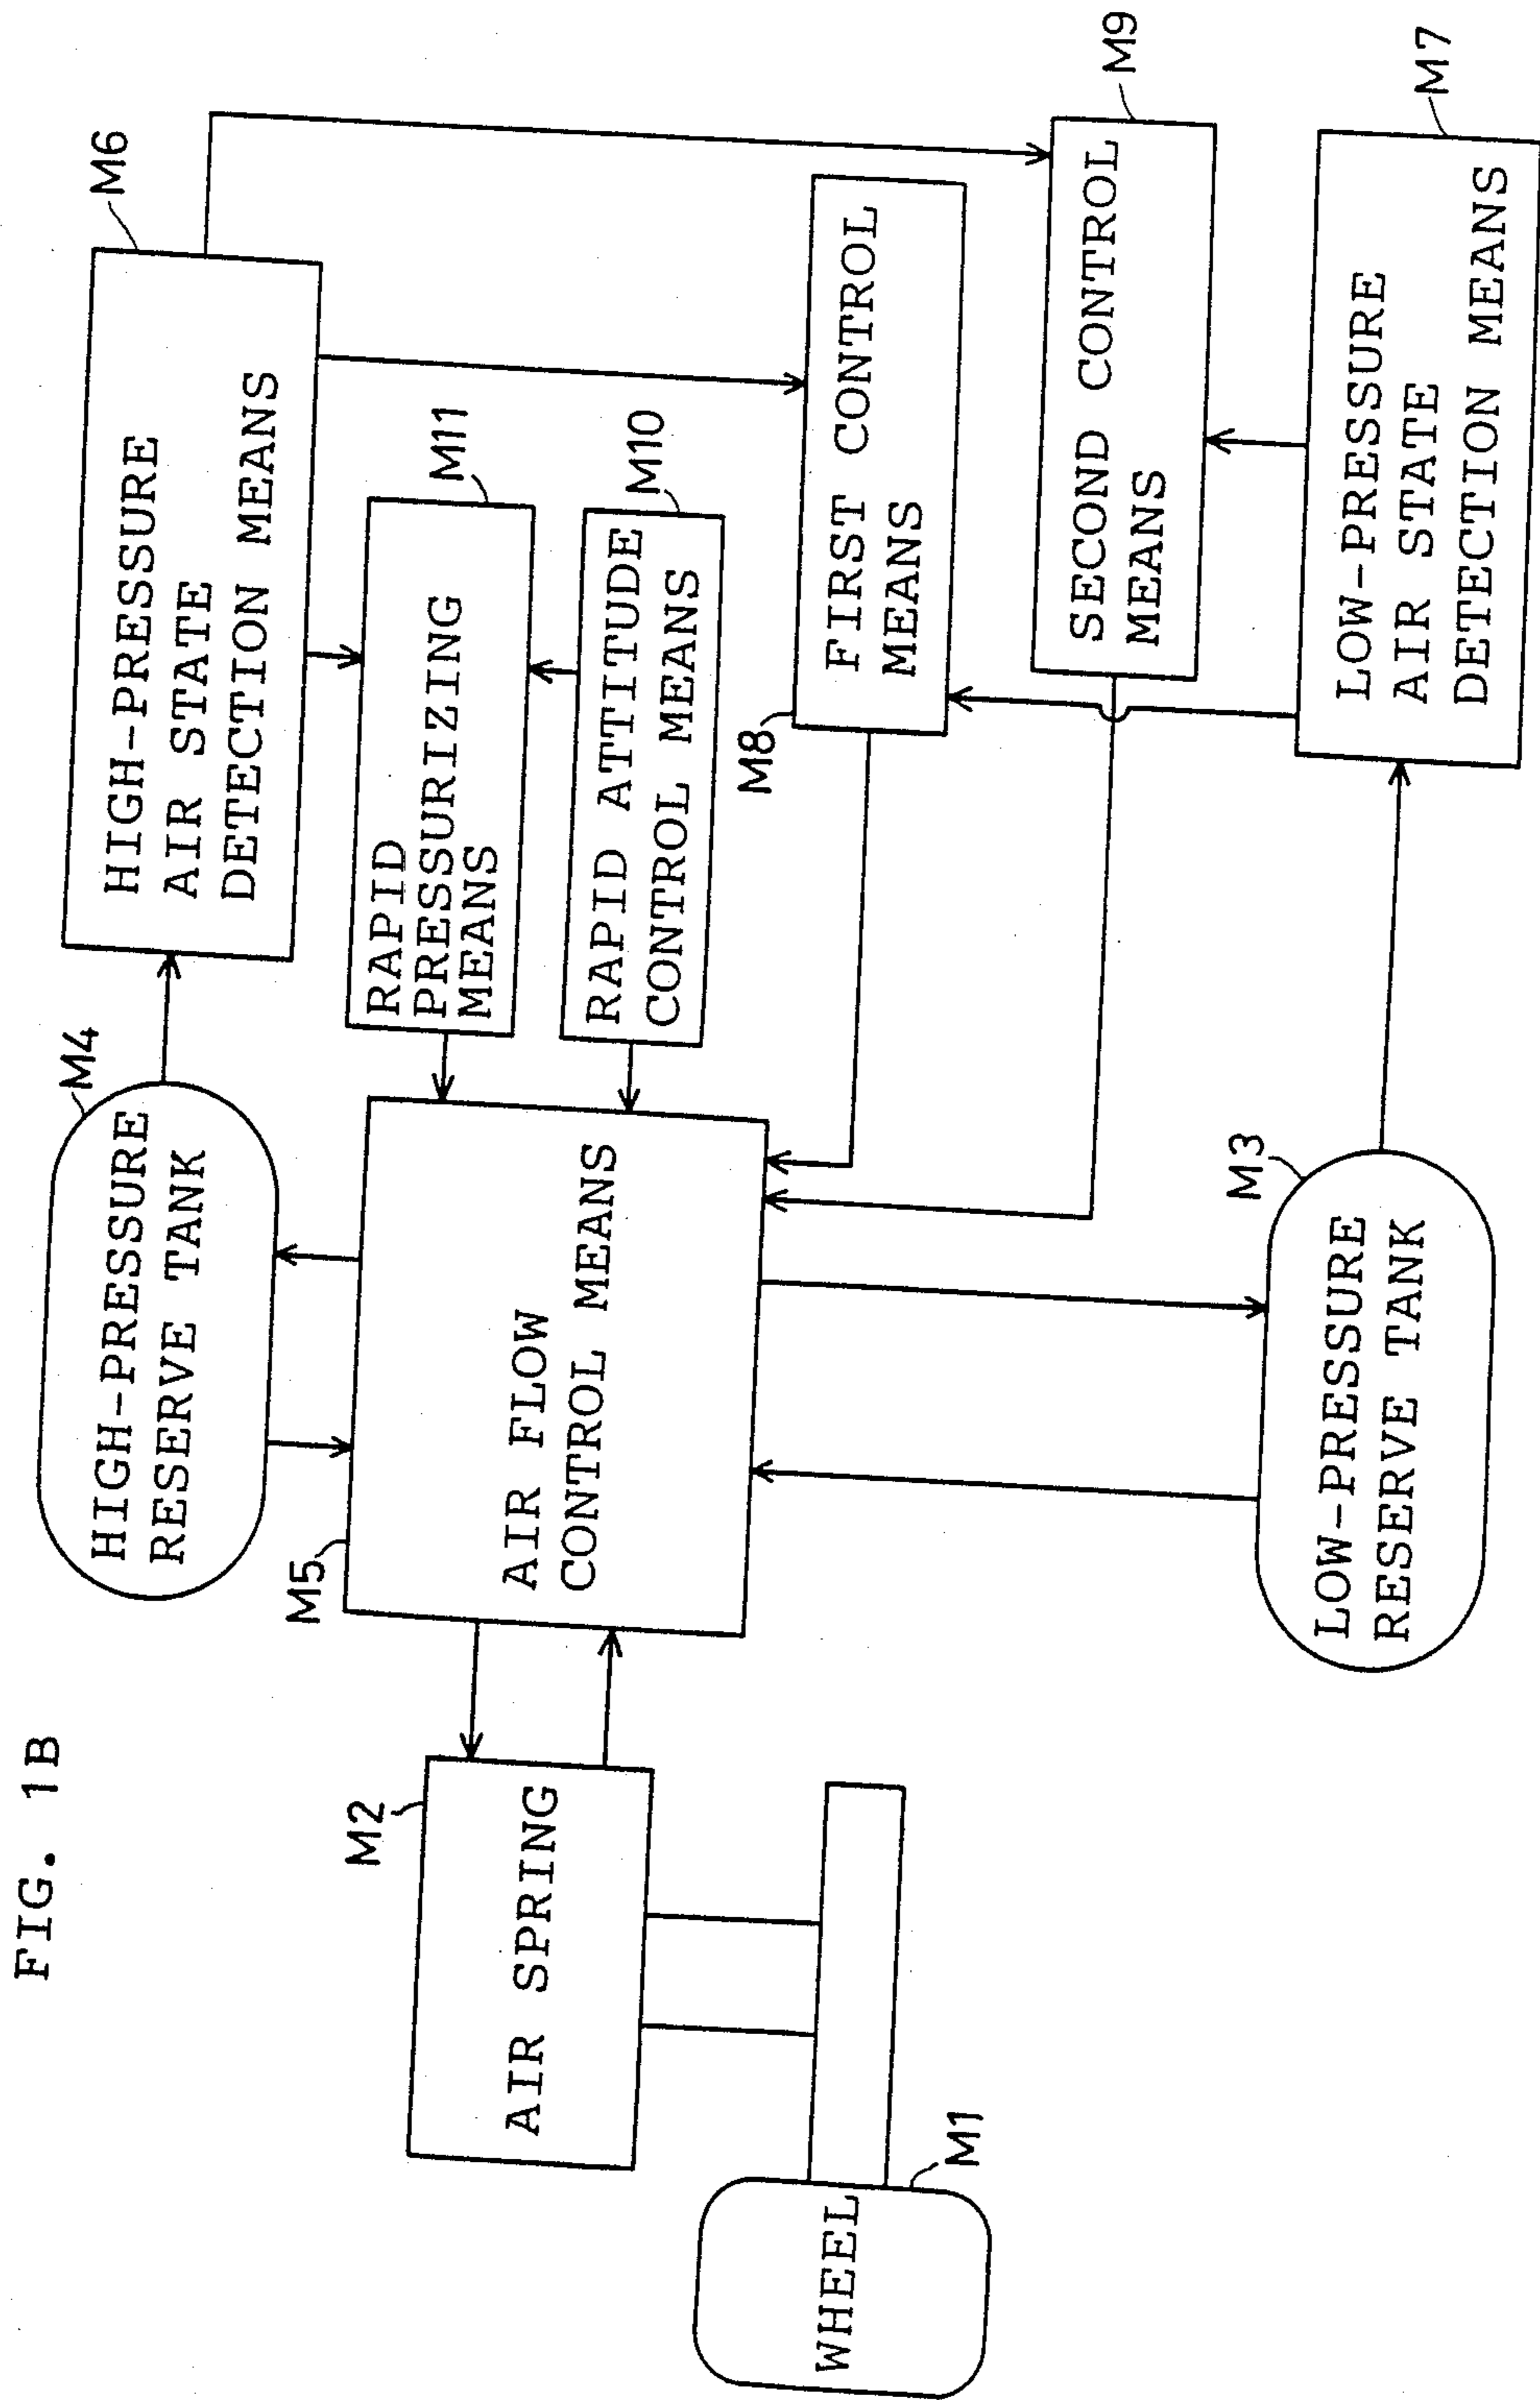 FIG. 1B
M4
HIGH-PRESSURE
RESERVE TANK
M6
HIGH-PRESSURE
AIR STATE
DETECTION MEANS
M11
RAPID
PRESSURIZING
MEANS
M10
RAPID ATTITUDE
CONTROL MEANS
M5
AIR FLOW
CONTROL MEANS
M2
AIR SPRING
M1
WHEEL
M8
FIRST CONTROL
MEANS
M9
SECOND CONTROL
MEANS
M3
LOW-PRESSURE
RESERVE TANK
M7
LOW-PRESSURE
AIR STATE
DETECTION MEANS